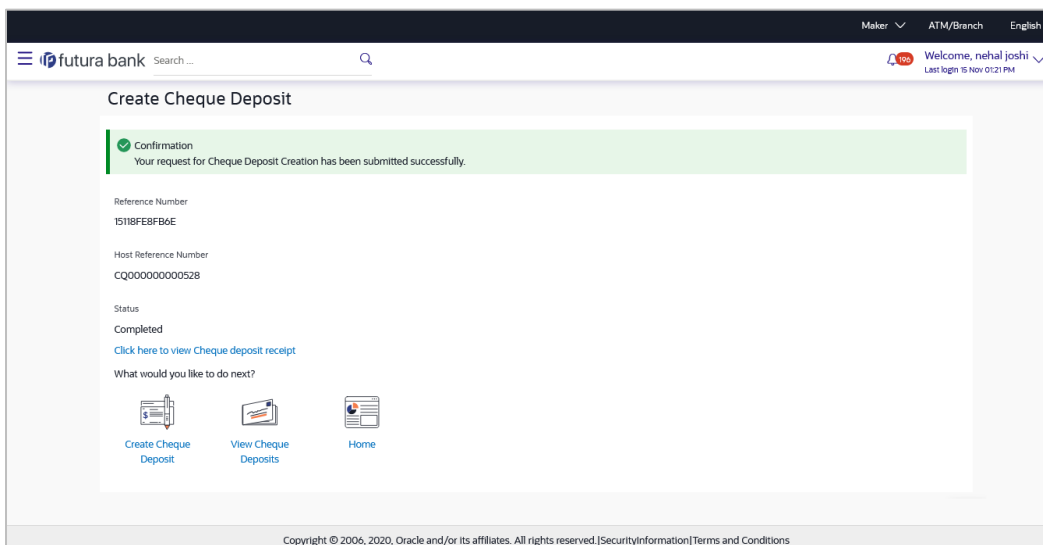 Maker ATM/Branch English
futura bank Search ... 196 Welcome, nehal joshi
Last login 15 Nov 01:21 PM
Create Cheque Deposit
Confirmation
Your request for Cheque Deposit Creation has been submitted successfully.
Reference Number
15118FE8FB6E
Host Reference Number
CQ000000000528
Status
Completed
Click here to view Cheque deposit receipt
What would you like to do next?
Create Cheque Deposit
View Cheque Deposits
Home
Copyright © 2006, 2020, Oracle and/or its affiliates. All rights reserved.|SecurityInformation|Terms and Conditions